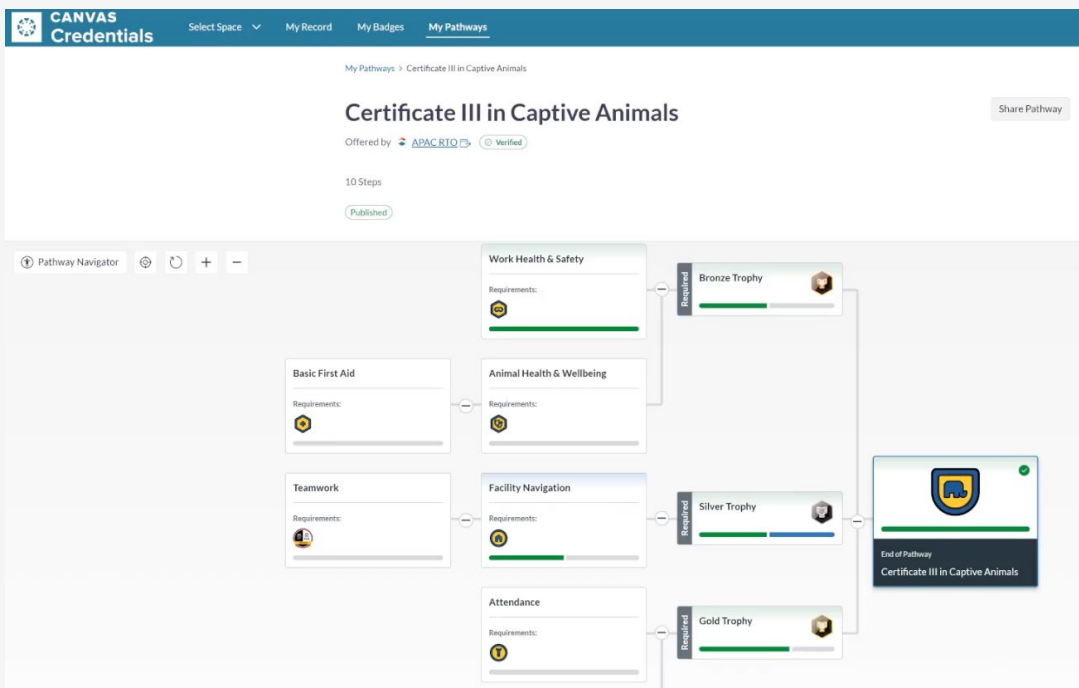 CANVAS
Credentials
Select Space
My Record
My Badges
My Pathways
My Pathways > Certificate III in Captive Animals
Certificate III in Captive Animals
Share Pathway
Offered by APAC RTO Verified
10 Steps
Published
Pathway Navigator
Work Health & Safety
Requirements:
Required
Bronze Trophy
Basic First Aid
Requirements:
Animal Health & Wellbeing
Requirements:
Teamwork
Requirements:
Facility Navigation
Requirements:
Required
Silver Trophy
End of Pathway
Certificate III in Captive Animals
Attendance
Requirements:
Required
Gold Trophy